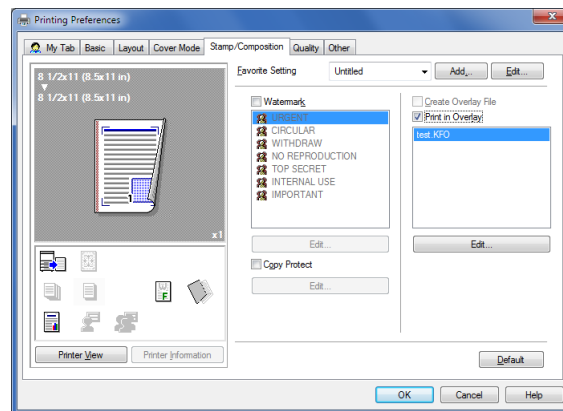 Printing Preferences
My Tab Basic Layout Cover Mode Stamp/Composition Quality Other
8 1/2x11 (8.5x11 in)
8 1/2x11 (8.5x11 in)
1
x1
Printer View Printer Information
Favorite Setting Untitled Add... Edit...
Watermark
URGENT
CIRCULAR
WITHDRAW
NO REPRODUCTION
TOP SECRET
INTERNAL USE
IMPORTANT
Edit...
Copy Protect
Edit...
Create Overlay File
Print in Overlay
test.KFO
Edit...
Default
OK Cancel Help